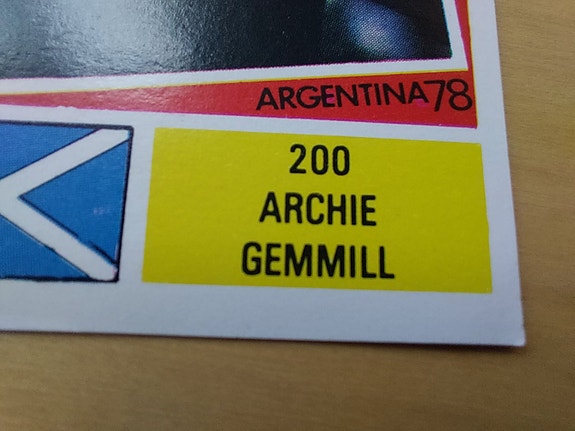 ARGENTINA78
200
ARCHIE
GEMMILL